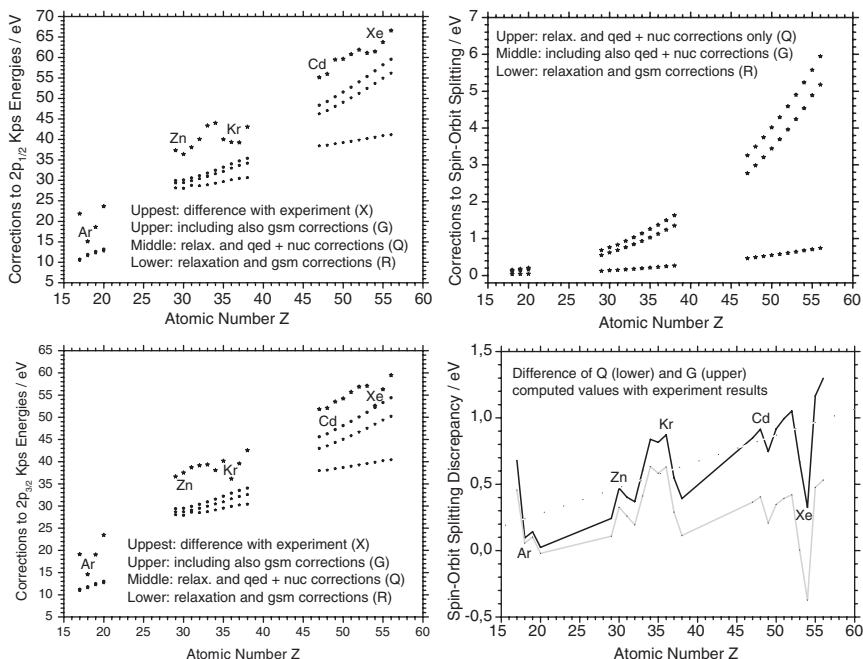 Corrections to 2p1/2 Kps Energies / eV
70
65
60
55
50
45
40
35
30
25
20
15
10
5
Xe
Cd
Zn
Kr
Ar
Uppest: difference with experiment (X)
Upper: including also gsm corrections (G)
Middle: relax. and qed + nuc corrections (Q)
Lower: relaxation and gsm corrections (R)
15 20 25 30 35 40 45 50 55 60
Atomic Number Z
Corrections to Spin-Orbit Splitting / eV
7
6
5
4
3
2
1
0
Upper: relax. and qed + nuc corrections only (Q)
Middle: including also qed + nuc corrections (G)
Lower: relaxation and gsm corrections (R)
15 20 25 30 35 40 45 50 55 60
Atomic Number Z
Corrections to 2p3/2 Kps Energies / eV
65
60
55
50
45
40
35
30
25
20
15
10
5
Xe
Cd
Zn
Kr
Ar
Uppest: difference with experiment (X)
Upper: including also gsm corrections (G)
Middle: relax. and qed + nuc corrections (Q)
Lower: relaxation and gsm corrections (R)
15 20 25 30 35 40 45 50 55 60
Atomic Number Z
Spin-Orbit Splitting Discrepancy / eV
1,5
1,0
0,5
0,0
-0,5
Difference of Q (lower) and G (upper)
computed values with experiment results
Kr
Cd
Zn
Xe
Ar
15 20 25 30 35 40 45 50 55 60
Atomic Number Z